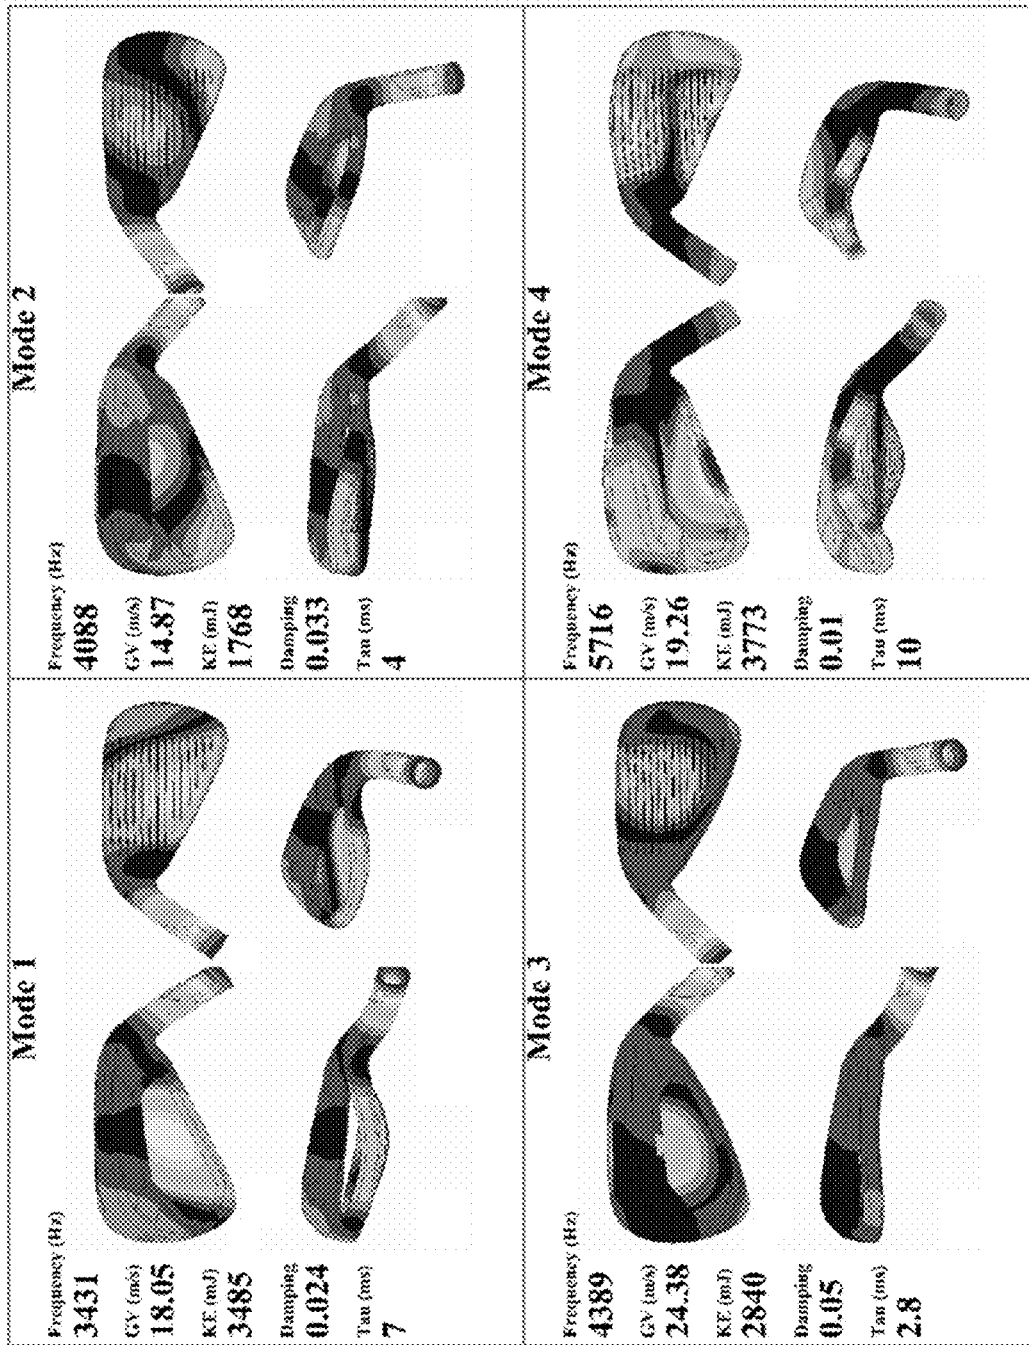 Mode 1
Frequency (Hz)
3431
GV (m/s)
18.05
KE (mJ)
3485
Damping
0.024
Tau (ms)
7
Mode 2
Frequency (Hz)
4088
GV (m/s)
14.87
KE (mJ)
1768
Damping
0.033
Tau (ms)
4
Mode 3
Frequency (Hz)
4389
GV (m/s)
24.38
KE (mJ)
2840
Damping
0.05
Tau (ms)
2.8
Mode 4
Frequency (Hz)
5716
GV (m/s)
19.26
KE (mJ)
3773
Damping
0.01
Tau (ms)
10